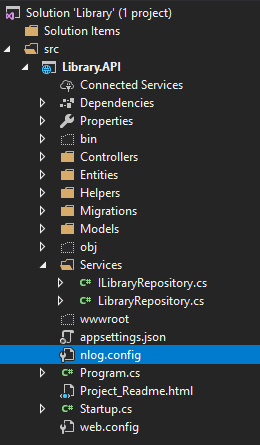 Solution 'Library' (1 project)
Solution Items
src
Library.API
Connected Services
Dependencies
Properties
bin
Controllers
Entities
Helpers
Migrations
Models
obj
Services
C# ILibraryRepository.cs
C# LibraryRepository.cs
wwwroot
appsettings.json
nlog.config
C# Program.cs
Project_Readme.html
C# Startup.cs
web.config